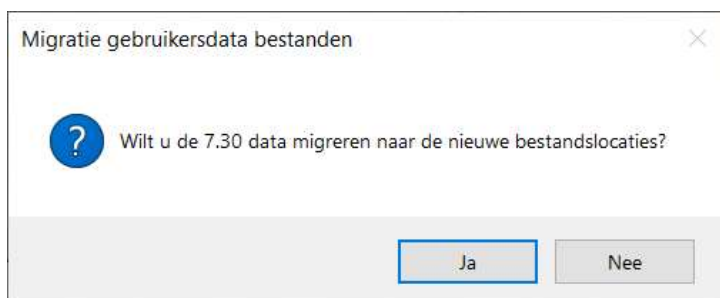 Migratie gebruikersdata bestanden
Wilt u de 7.30 data migreren naar de nieuwe bestandslocaties?
Ja
Nee